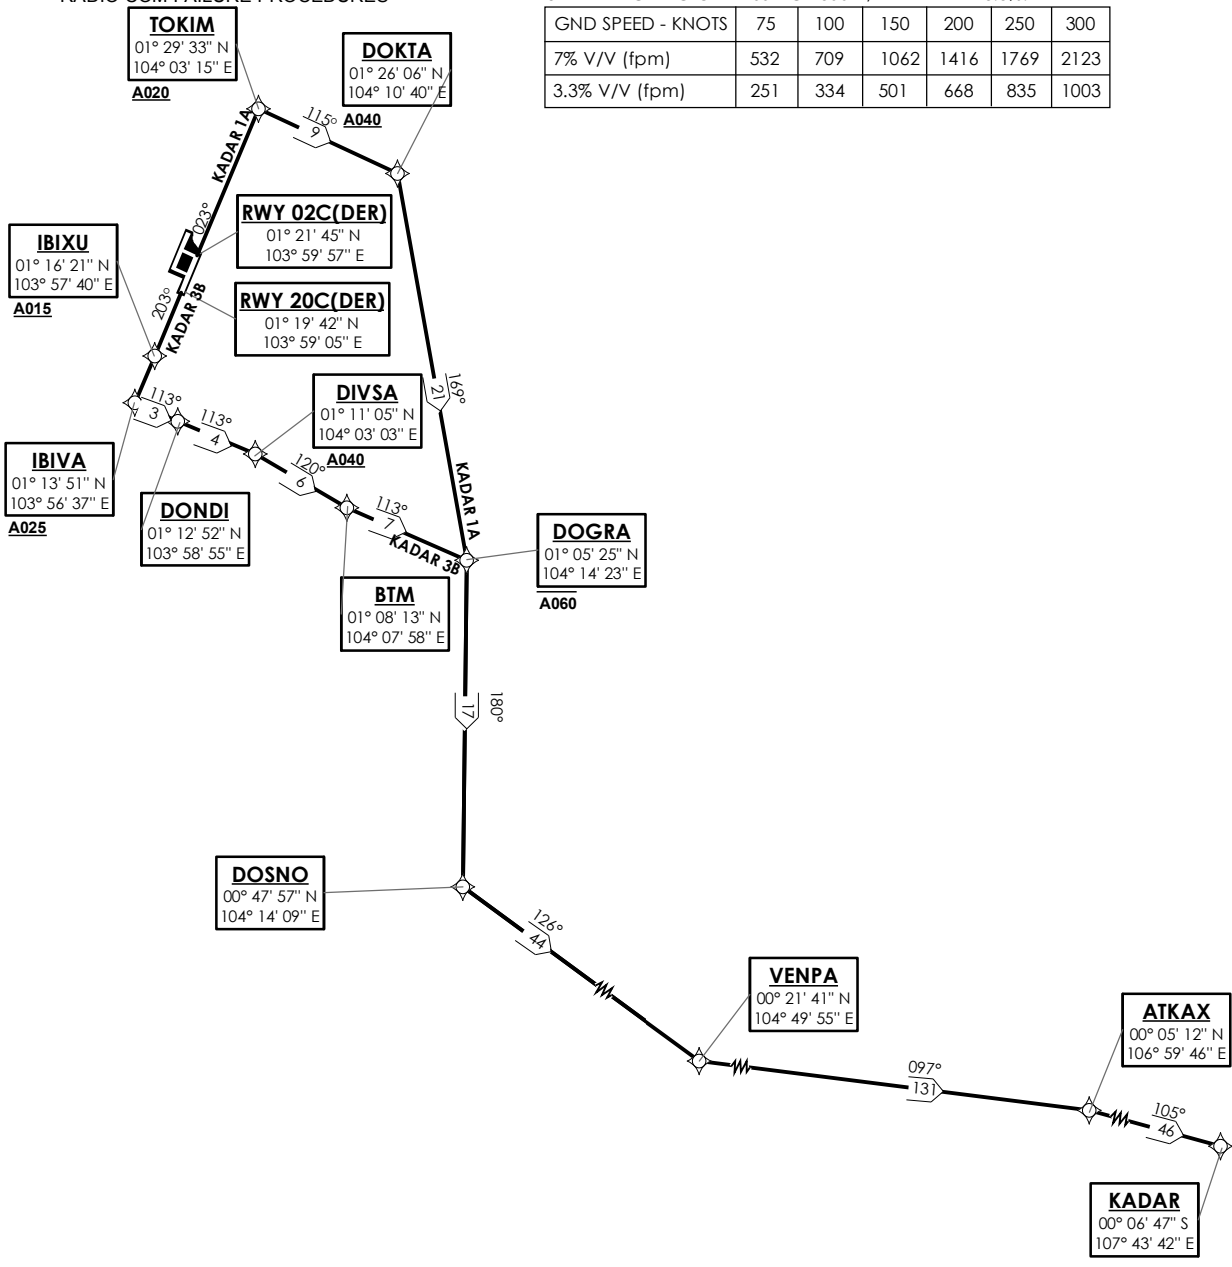 RADIO COM FAILURE PROCEDURES
GND SPEED - KNOTS 75 100 150 200 250 300
7% V/V (fpm) 532 709 1062 1416 1769 2123
3.3% V/V (fpm) 251 334 501 668 835 1003
TOKIM
01° 29' 33" N
104° 03' 15" E
A020
DOKTA
01° 26' 06" N
104° 10' 40" E
A040
115°
9
KADAR 1A
023°
RWY 02C(DER)
01° 21' 45" N
103° 59' 57" E
IBIXU
01° 16' 21" N
103° 57' 40" E
A015
203°
KADAR 3B
RWY 20C(DER)
01° 19' 42" N
103° 59' 05" E
169°
21
KADAR 1A
DIVSA
01° 11' 05" N
104° 03' 03" E
A040
113°
3
113°
4
120°
6
113°
7
KADAR 3B
IBIVA
01° 13' 51" N
103° 56' 37" E
A025
DONDI
01° 12' 52" N
103° 58' 55" E
DOGRA
01° 05' 25" N
104° 14' 23" E
A060
BTM
01° 08' 13" N
104° 07' 58" E
180°
17
DOSNO
00° 47' 57" N
104° 14' 09" E
126°
44
VENPA
00° 21' 41" N
104° 49' 55" E
097°
131
ATKAX
00° 05' 12" N
106° 59' 46" E
105°
46
KADAR
00° 06' 47" S
107° 43' 42" E